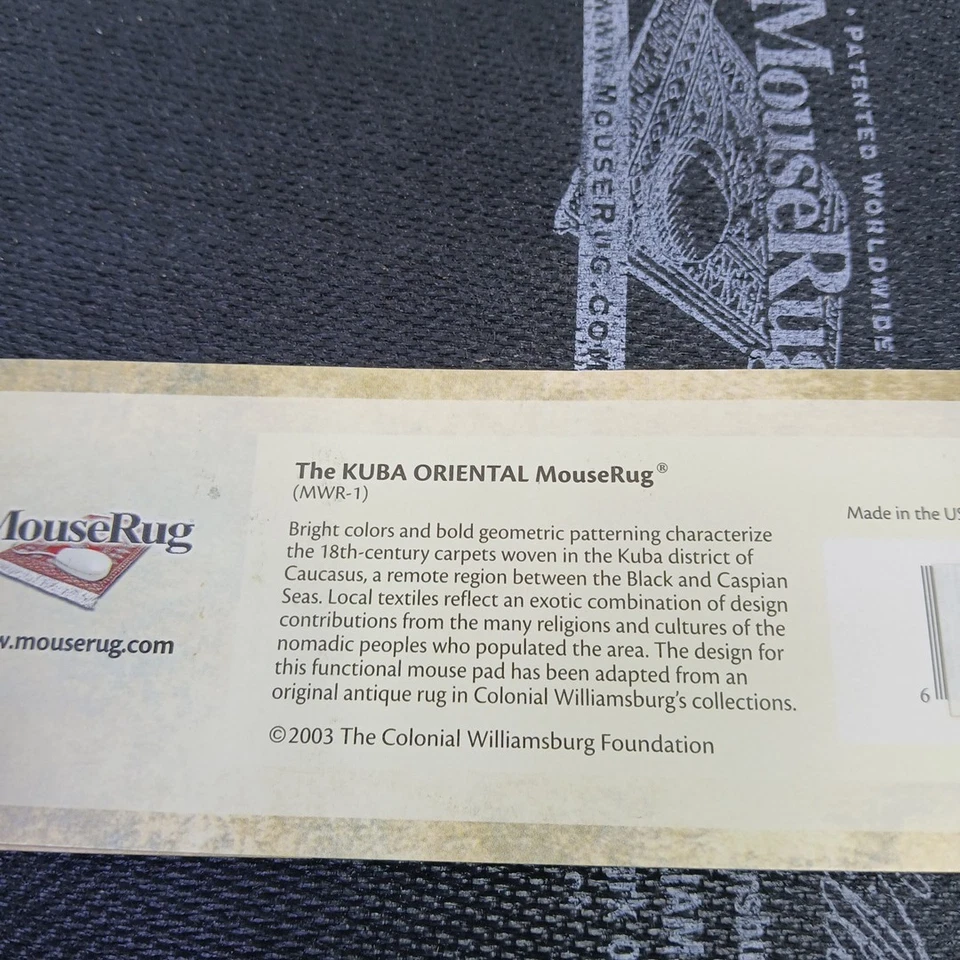 PATENTED WORLDWIDE
MouseRug
WWW.MOUSERUG.COM
The KUBA ORIENTAL MouseRug®
(MWR-1)
Bright colors and bold geometric patterning characterize
the 18th-century carpets woven in the Kuba district of
Caucasus, a remote region between the Black and Caspian
Seas. Local textiles reflect an exotic combination of design
contributions from the many religions and cultures of the
nomadic peoples who populated the area. The design for
this functional mouse pad has been adapted from an
original antique rug in Colonial Williamsburg's collections.
©2003 The Colonial Williamsburg Foundation
MouseRug
w.mouserug.com
Made in the US
6